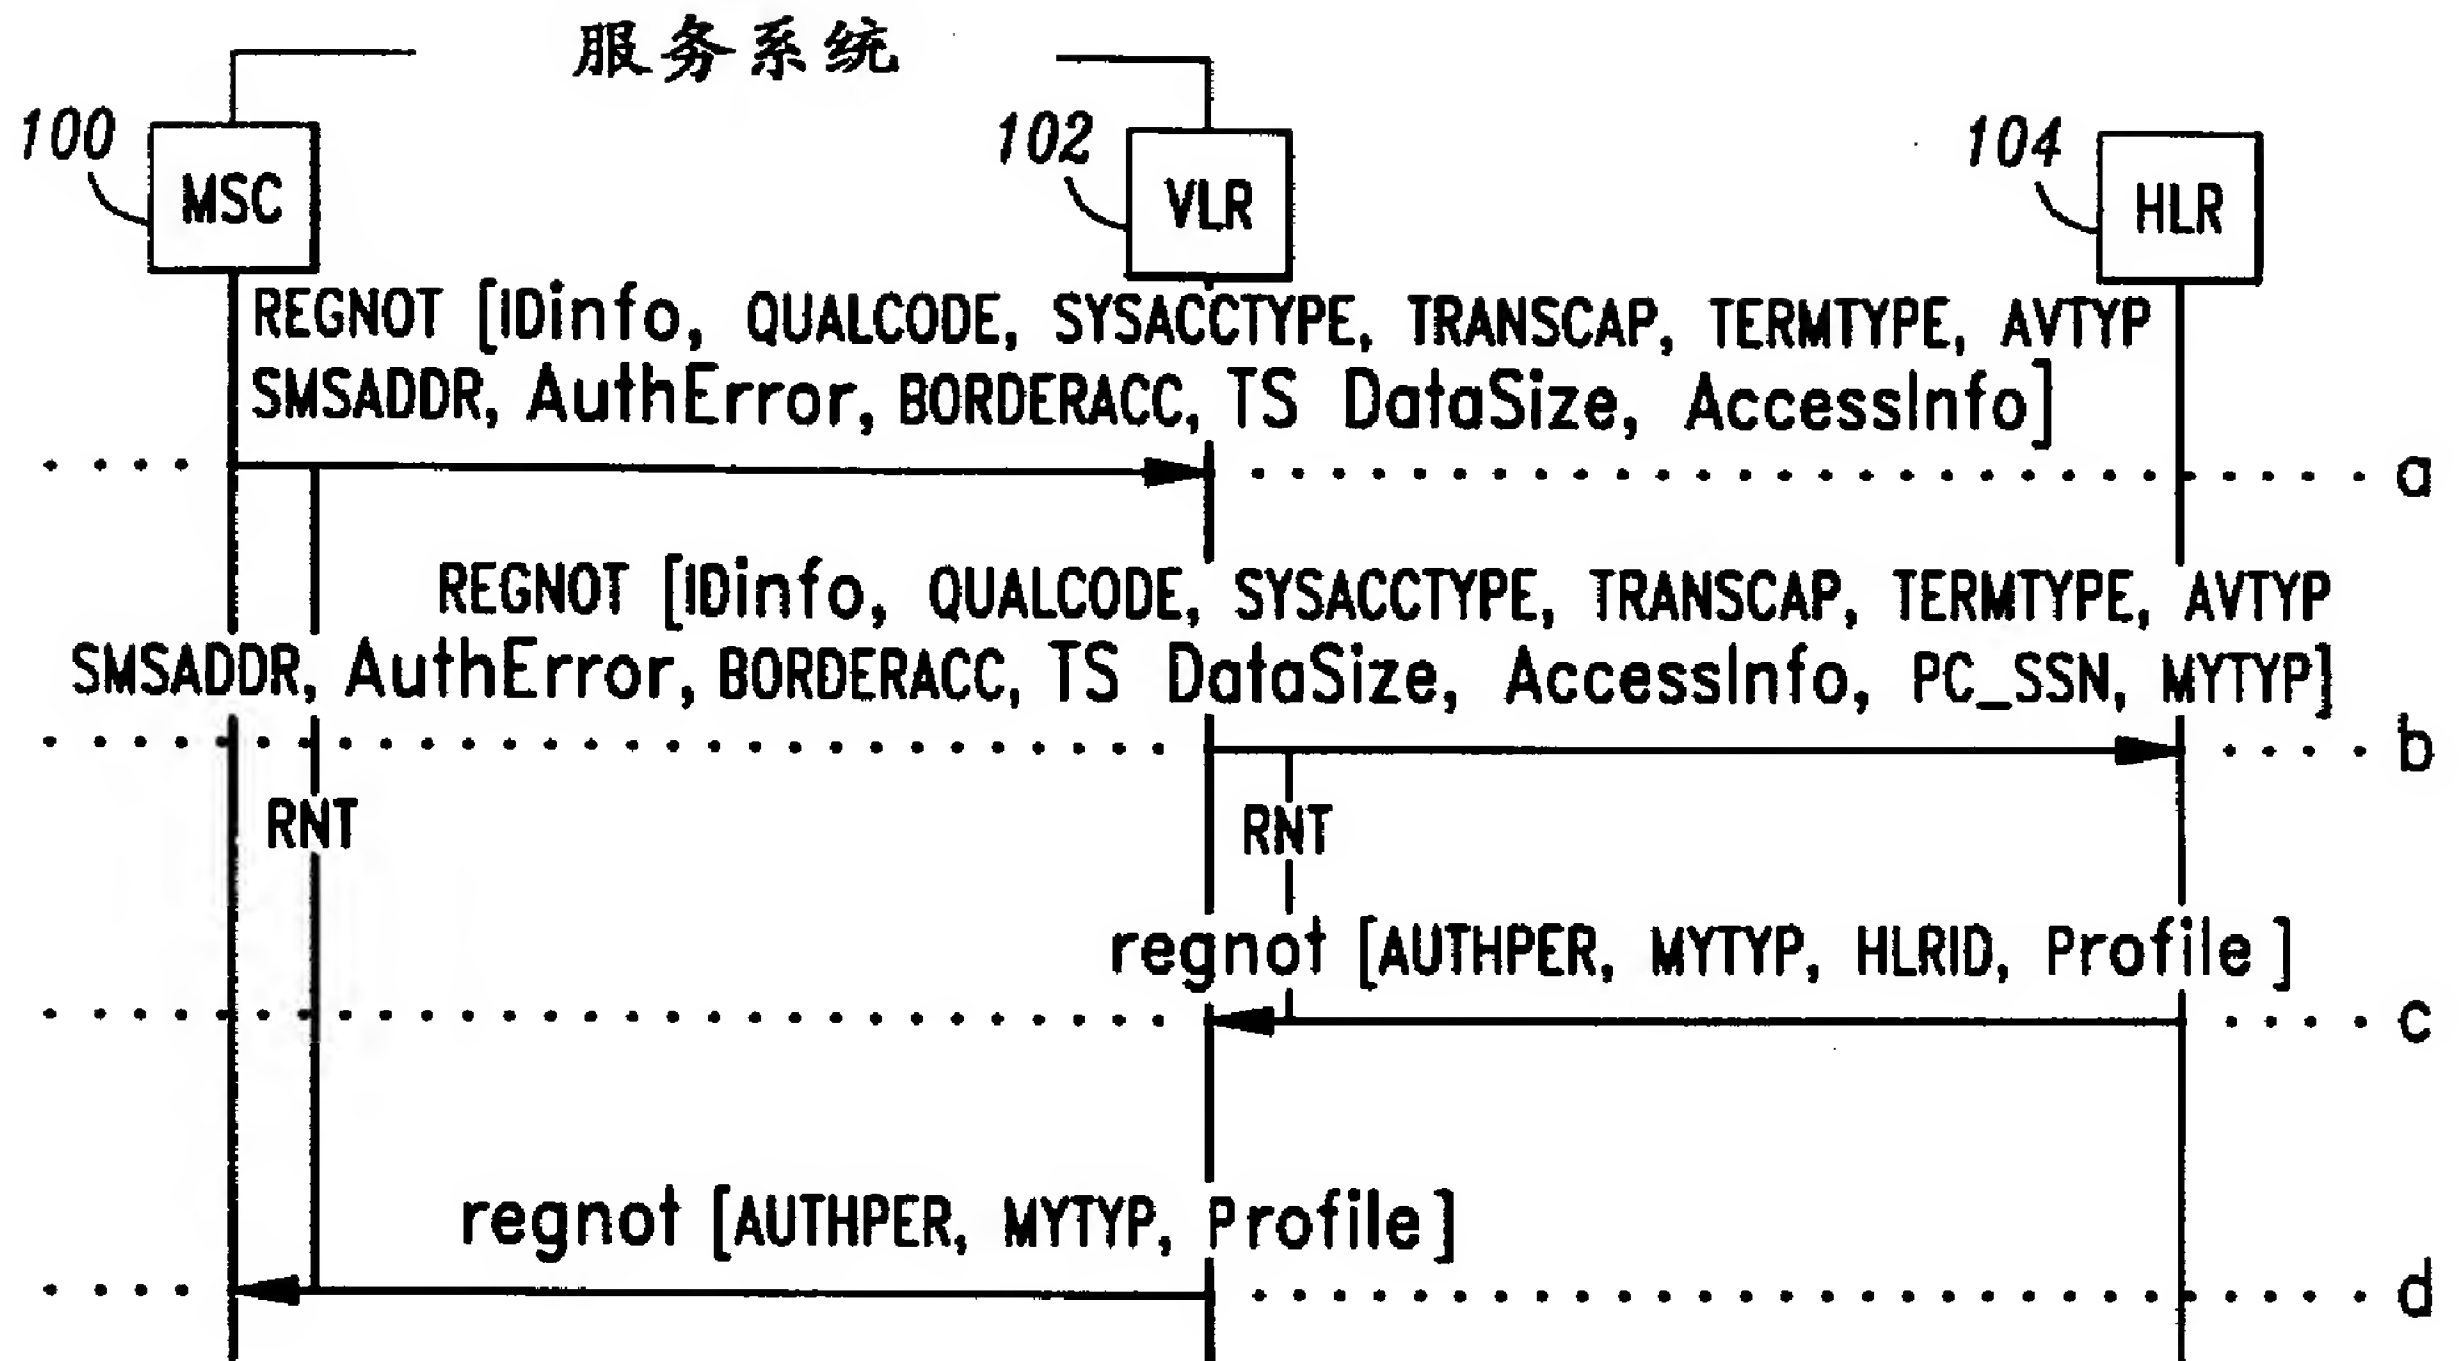 服务系统
100
MSC
102
VLR
104
HLR
REGNOT [IDinfo, QUALCODE, SYSACCTYPE, TRANSCAP, TERMTYPE, AVTYP
SMSADDR, AuthError, BORDERACC, TS DataSize, AccessInfo]
a
REGNOT [IDinfo, QUALCODE, SYSACCTYPE, TRANSCAP, TERMTYPE, AVTYP
SMSADDR, AuthError, BORDERACC, TS DataSize, AccessInfo, PC_SSN, MYTYP]
b
RNT
RNT
regnot [AUTHPER, MYTYP, HLRID, Profile ]
c
regnot [AUTHPER, MYTYP, Profile]
d